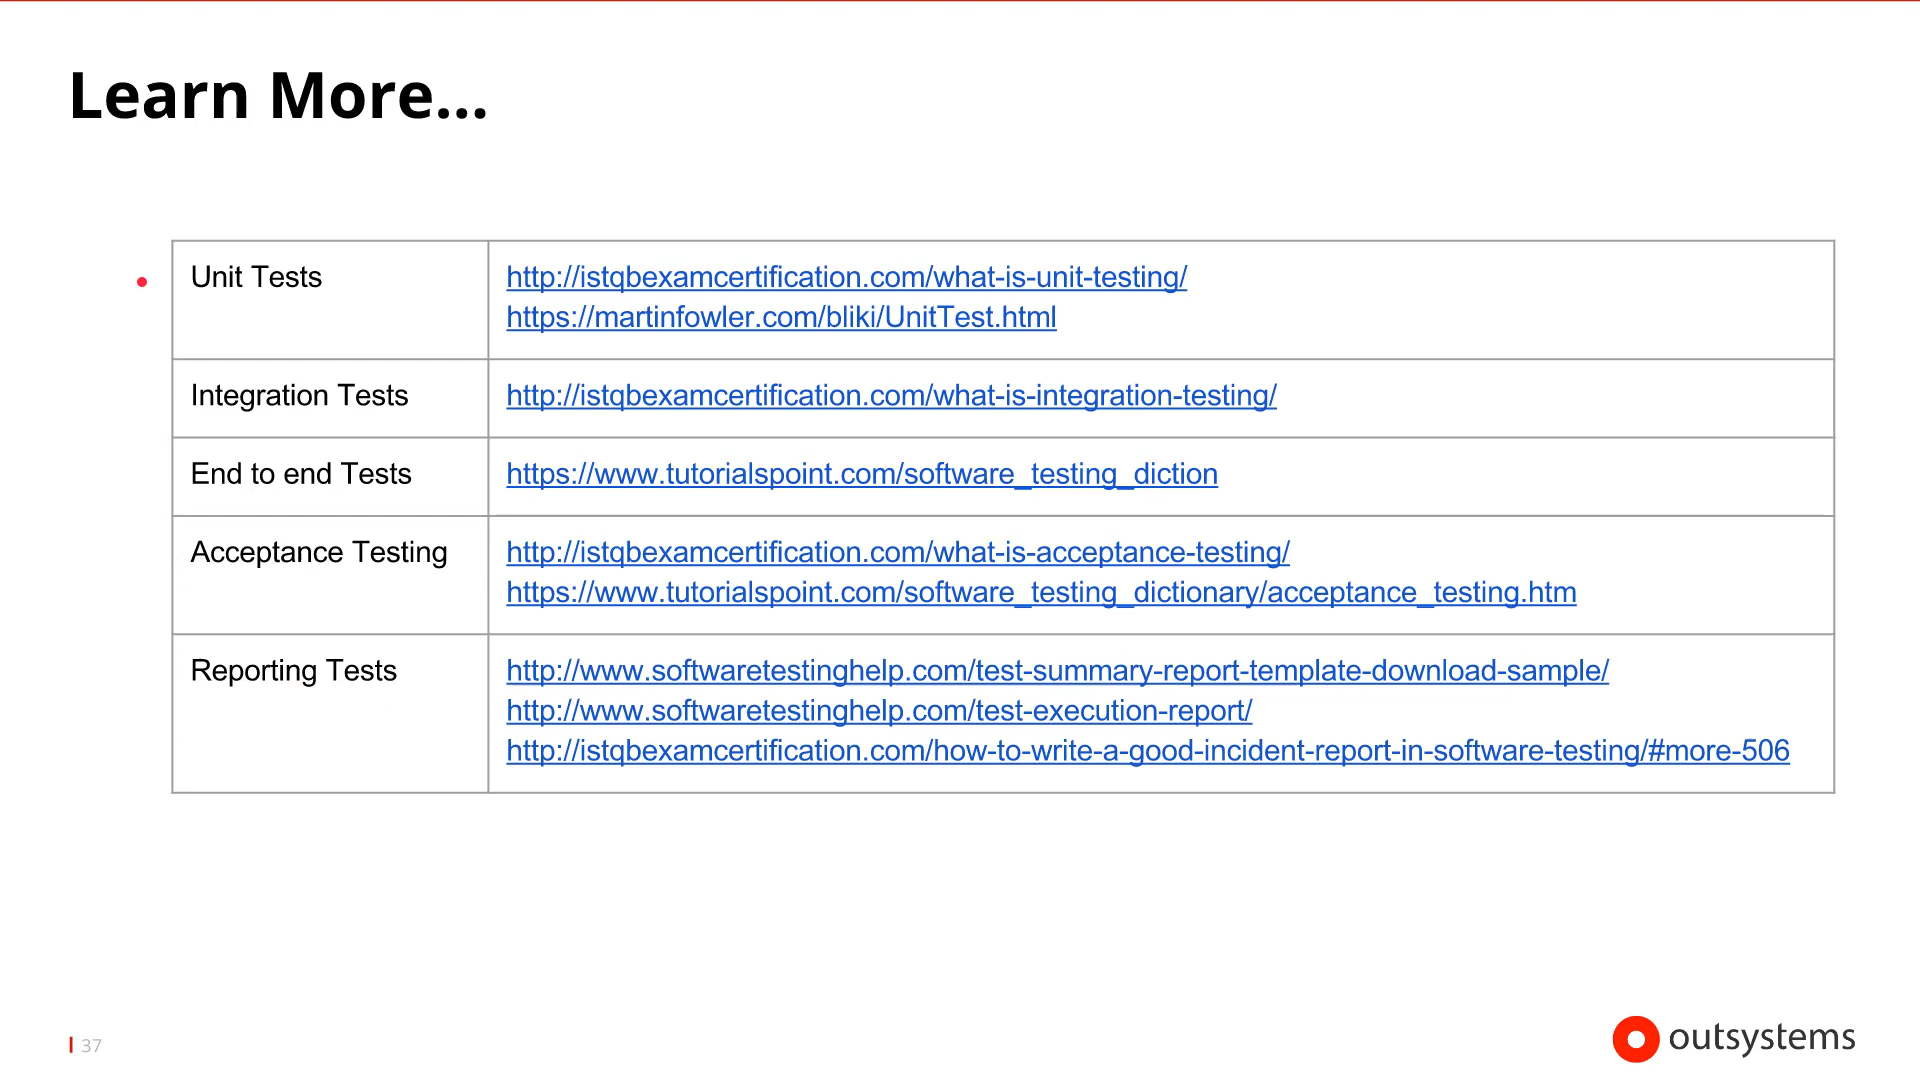 Learn More...
Unit Tests
http://istqbexamcertification.com/what-is-unit-testing/
https://martinfowler.com/bliki/UnitTest.html
Integration Tests
http://istqbexamcertification.com/what-is-integration-testing/
End to end Tests
https://www.tutorialspoint.com/software_testing_diction
Acceptance Testing
http://istqbexamcertification.com/what-is-acceptance-testing/
https://www.tutorialspoint.com/software_testing_dictionary/acceptance_testing.htm
Reporting Tests
http://www.softwaretestinghelp.com/test-summary-report-template-download-sample/
http://www.softwaretestinghelp.com/test-execution-report/
http://istqbexamcertification.com/how-to-write-a-good-incident-report-in-software-testing/#more-506
37
outsystems